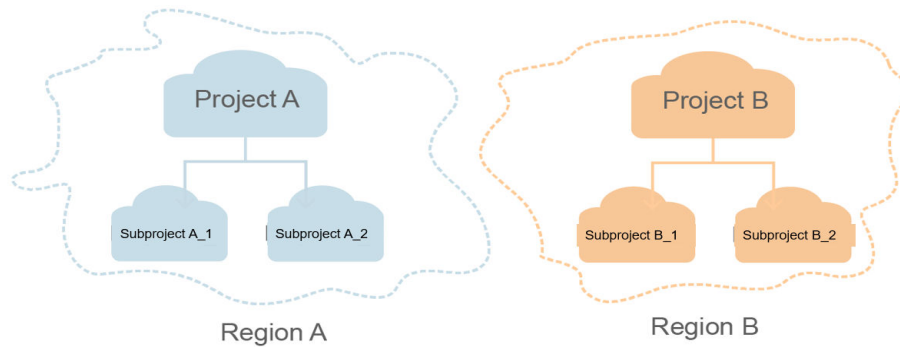 Project A
Project B
Subproject A_1
Subproject A_2
Subproject B_1
Subproject B_2
Region A
Region B